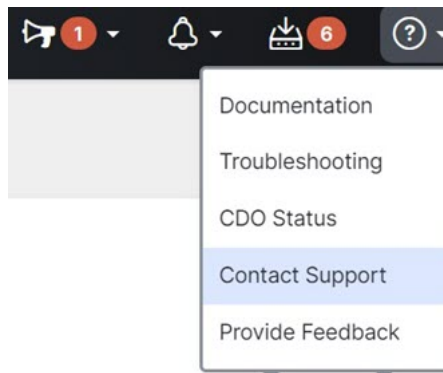 1 6 ?
Documentation
Troubleshooting
CDO Status
Contact Support
Provide Feedback